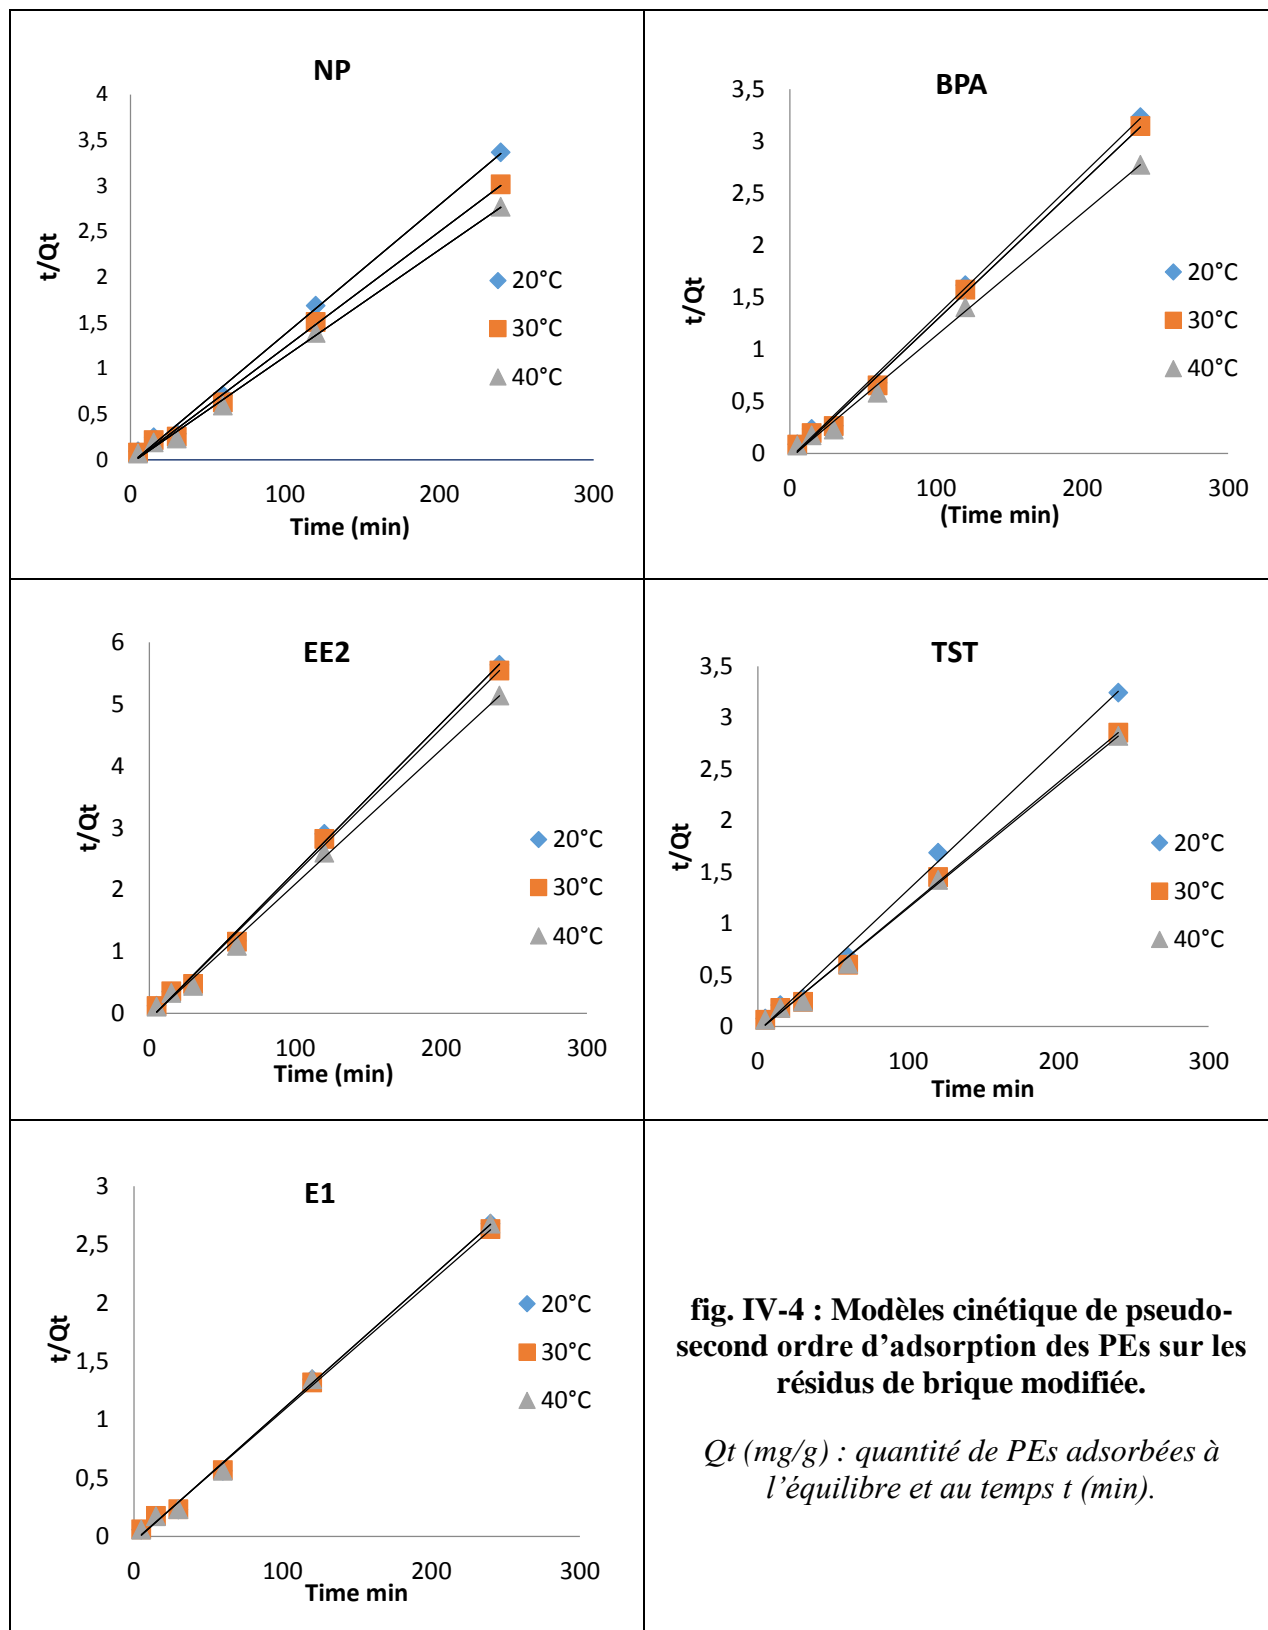 NP
4
3,5
3
2,5
2
1,5
1
0,5
0
t/Qt
0 100 200 300
Time (min)
20°C
30°C
40°C
BPA
3,5
3
2,5
2
1,5
1
0,5
0
t/Qt
0 100 200 300
(Time min)
20°C
30°C
40°C
EE2
6
5
4
3
2
1
0
t/Qt
0 100 200 300
Time (min)
20°C
30°C
40°C
TST
3,5
3
2,5
2
1,5
1
0,5
0
t/Qt
0 100 200 300
Time min
20°C
30°C
40°C
E1
3
2,5
2
1,5
1
0,5
0
t/Qt
0 100 200 300
Time min
20°C
30°C
40°C
fig. IV-4 : Modèles cinétique de pseudo-
second ordre d’adsorption des PEs sur les
résidus de brique modifiée.
Qt (mg/g) : quantité de PEs adsorbées à
l’équilibre et au temps t (min).